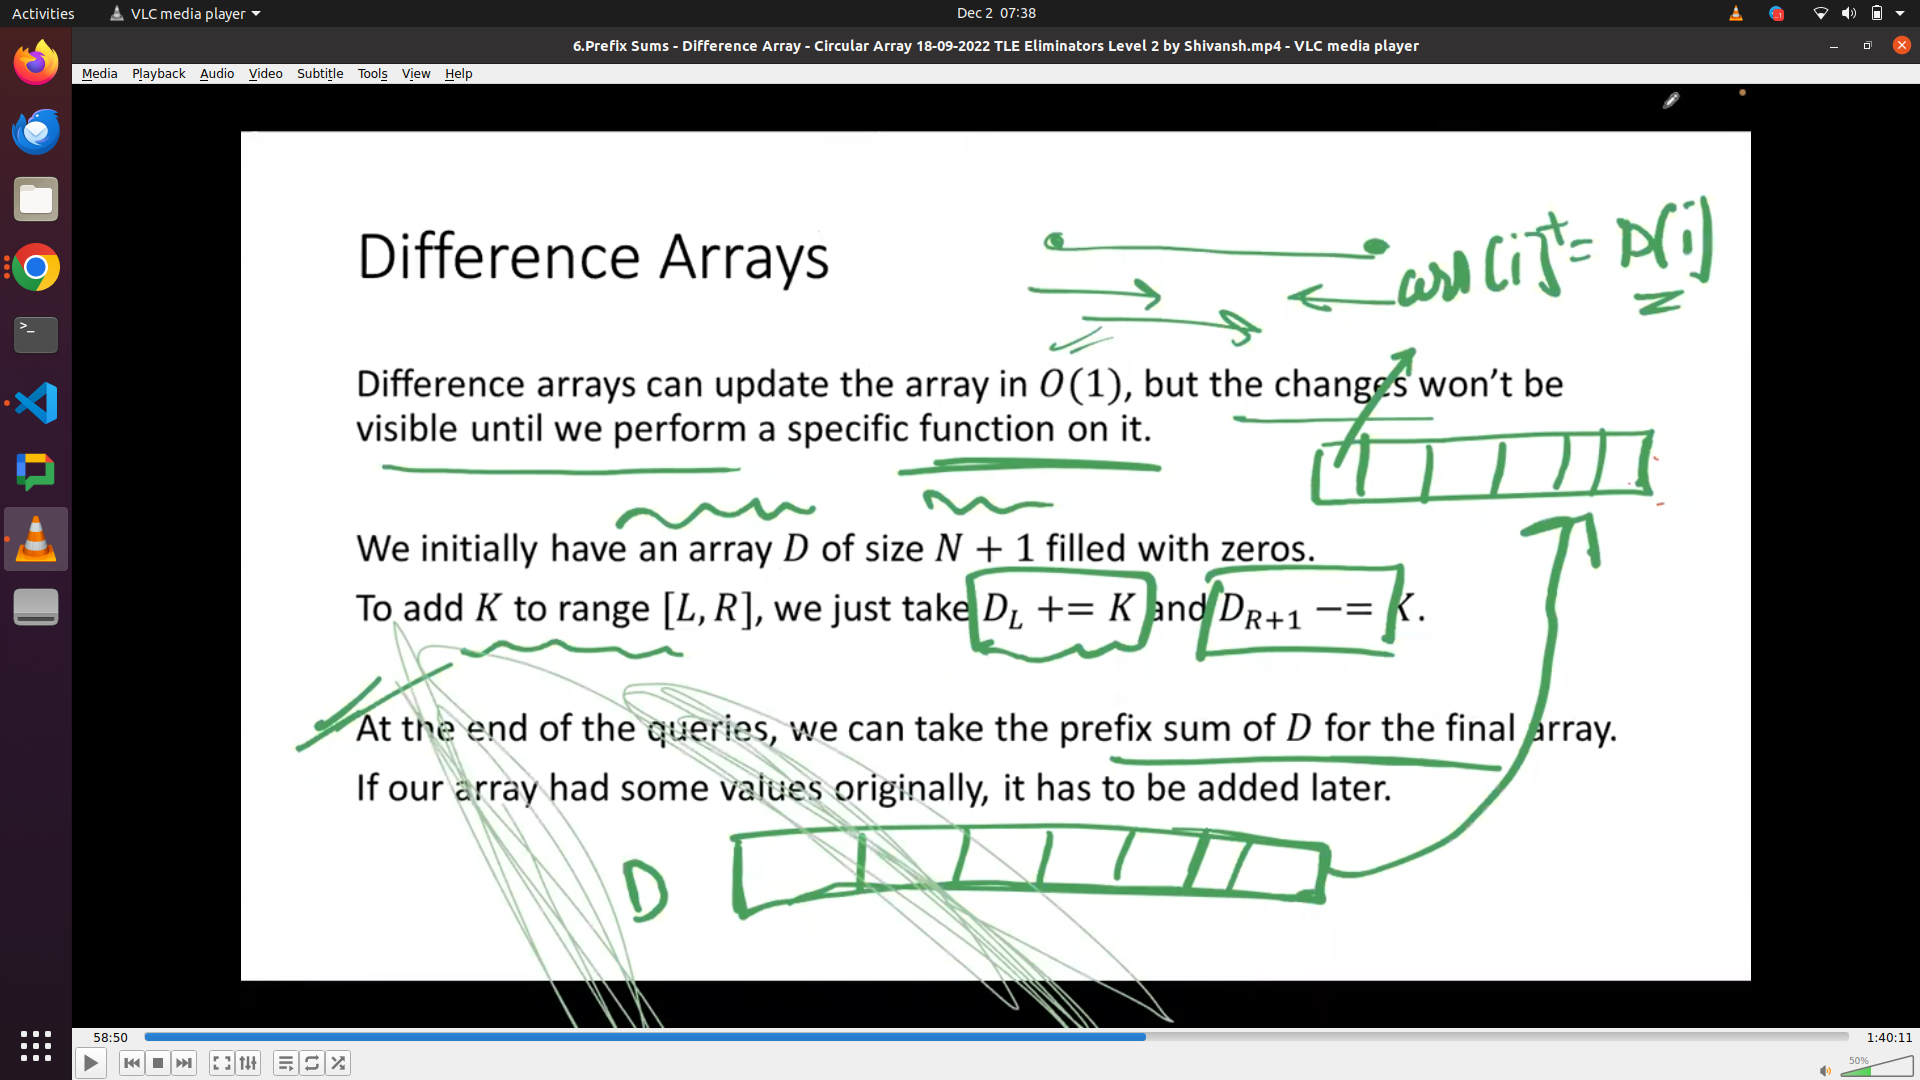 Activities VLC media player Dec 2 07:38
6.Prefix Sums - Difference Array - Circular Array 18-09-2022 TLE Eliminators Level 2 by Shivansh.mp4 - VLC media player
Media Playback Audio Video Subtitle Tools View Help
Difference Arrays
arr[i] += D[i]
Difference arrays can update the array in O(1), but the changes won't be
visible until we perform a specific function on it.
We initially have an array D of size N + 1 filled with zeros.
To add K to range [L, R], we just take D_L += K and D_{R+1} −= K.
At the end of the queries, we can take the prefix sum of D for the final array.
If our array had some values originally, it has to be added later.
D
58:50 1:40:11
50%